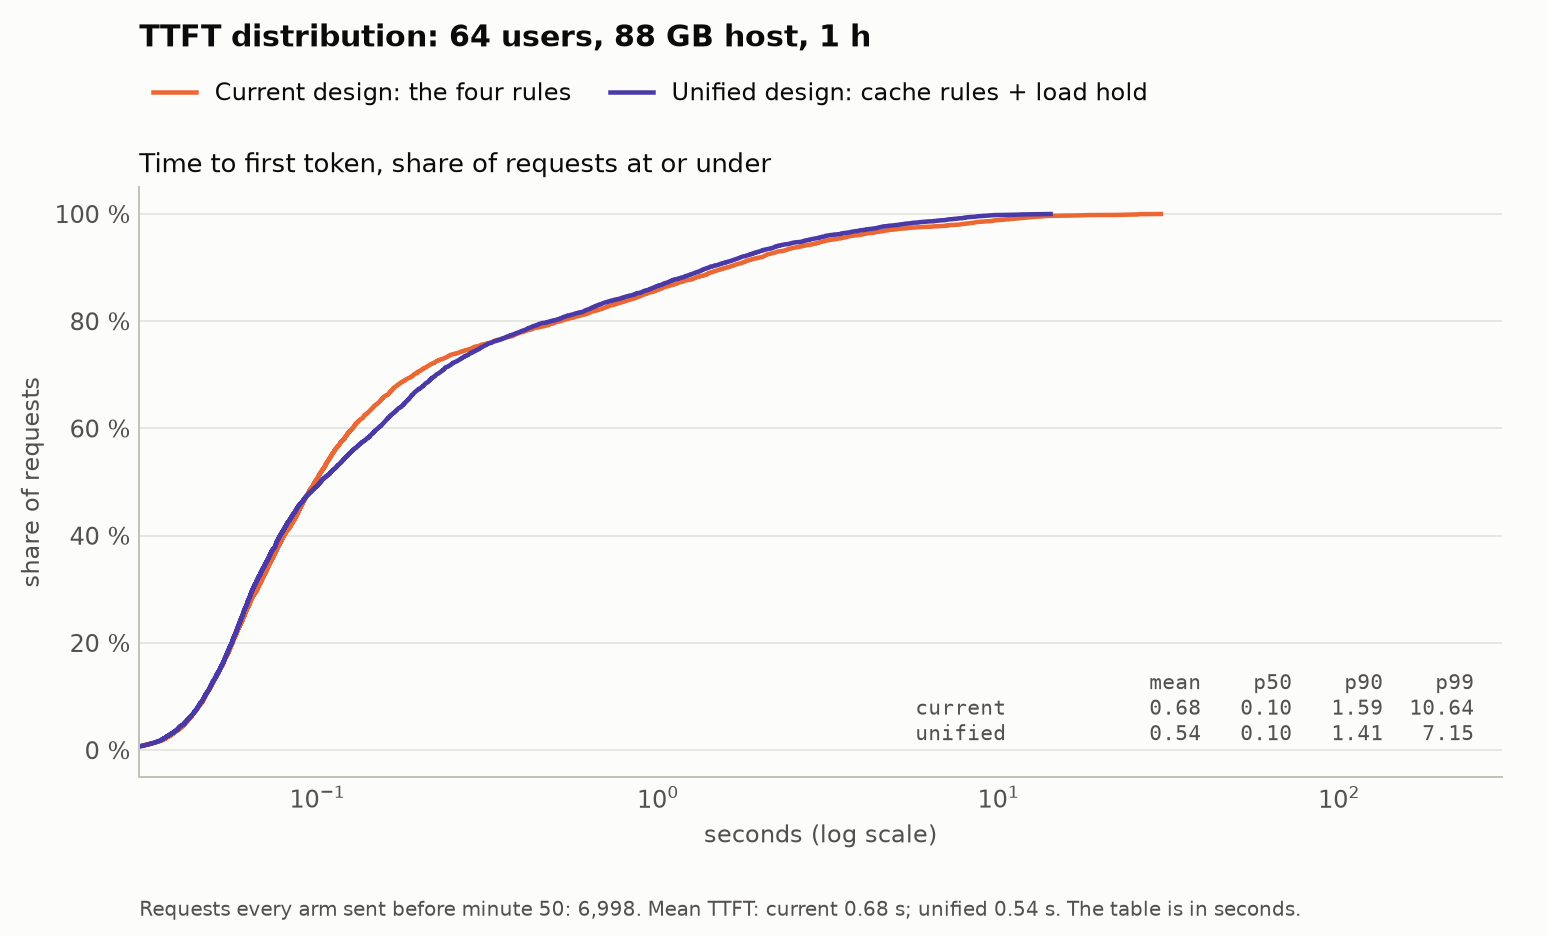 TTFT distribution: 64 users, 88 GB host, 1 h
Current design: the four rules
Unified design: cache rules + load hold
Time to first token, share of requests at or under
100 %
80 %
60 %
40 %
20 %
0 %
share of requests
mean p50 p90 p99
current 0.68 0.10 1.59 10.64
unified 0.54 0.10 1.41 7.15
10⁻¹ 10⁰ 10¹ 10²
seconds (log scale)
Requests every arm sent before minute 50: 6,998. Mean TTFT: current 0.68 s; unified 0.54 s. The table is in seconds.